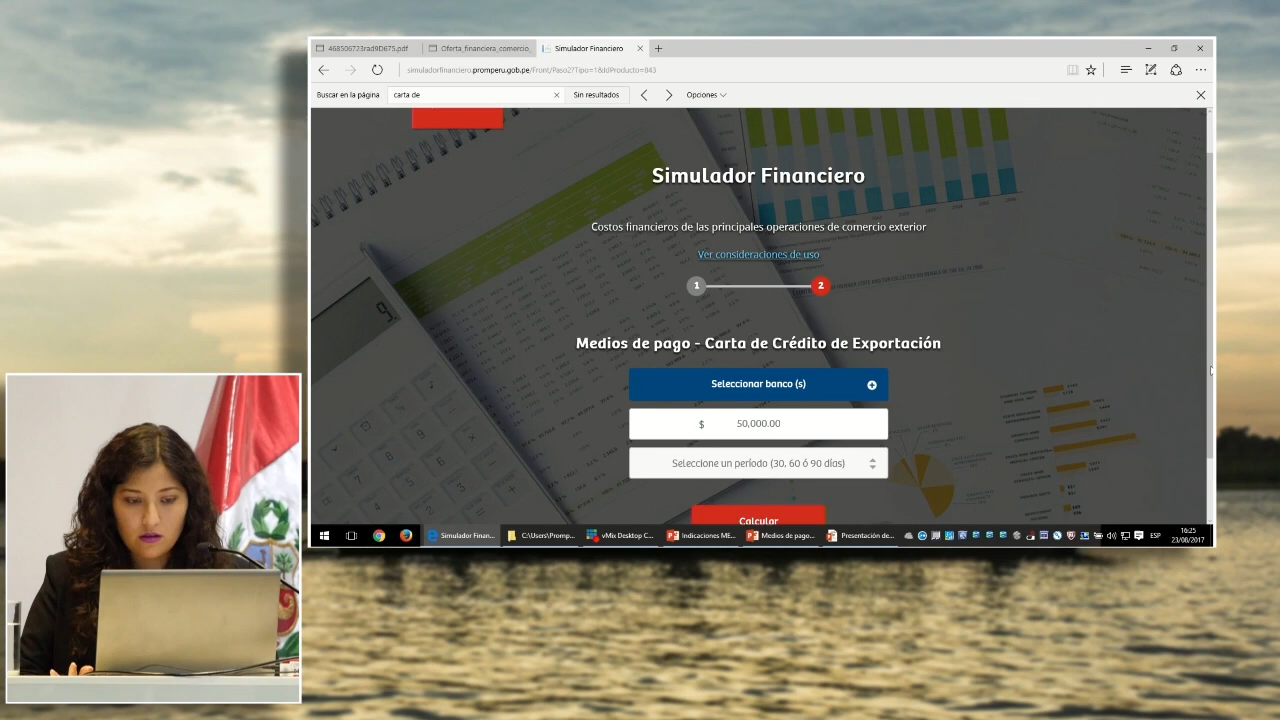 468506723rad9D675.pdf
Oferta_financiera_comercio_
Simulador Financiero
simuladorfinanciero.promperu.gob.pe/Front/Paso2?Tipo=1&IdProducto=843
Buscar en la página
carta de
Sin resultados
Opciones
Simulador Financiero
Costos financieros de las principales operaciones de comercio exterior
Ver consideraciones de uso
1
2
Medios de pago - Carta de Crédito de Exportación
Seleccionar banco (s)
$ 50,000.00
Seleccione un período (30, 60 ó 90 días)
Calcular
Simulador Finan...
C:\Users\Promp...
vMix Desktop C...
Indicaciones ME...
Medios de pago...
Presentación de...
ESP
16:25
23/08/2017